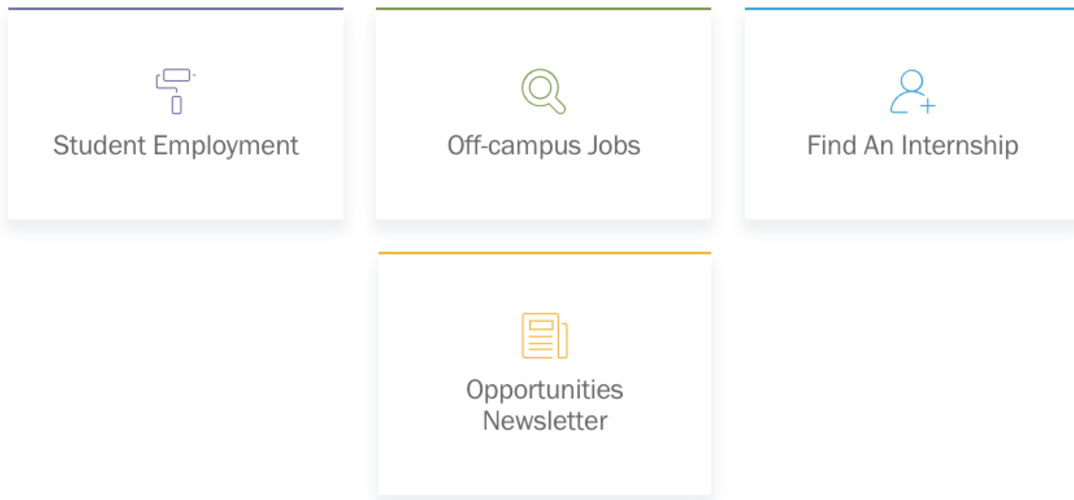 Student Employment
Off-campus Jobs
Find An Internship
Opportunities
Newsletter